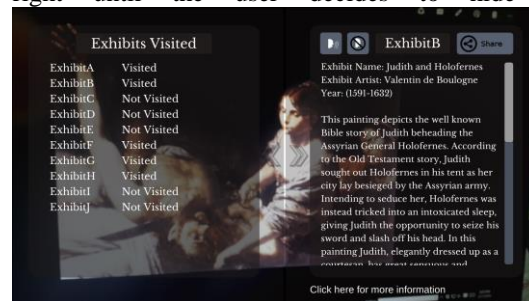 right until the user decides to hide
Exhibits Visited
ExhibitA Visited
ExhibitB Visited
ExhibitC Not Visited
ExhibitD Not Visited
ExhibitE Not Visited
ExhibitF Visited
ExhibitG Visited
ExhibitH Visited
ExhibitI Not Visited
ExhibitJ Not Visited
ExhibitB
Share
Exhibit Name: Judith and Holofernes
Exhibit Artist: Valentin de Boulogne
Year: (1591-1632)
This painting depicts the well known
Bible story of Judith beheading the
Assyrian General Holofernes. According
to the Old Testament story, Judith
sought out Holofernes in his tent as her
city lay besieged by the Assyrian army.
Intending to seduce her, Holofernes was
instead tricked into an intoxicated sleep,
giving Judith the opportunity to seize his
sword and slash off his head. In this
painting Judith, elegantly dressed up as a
courtesan, has great sensuous and
Click here for more information